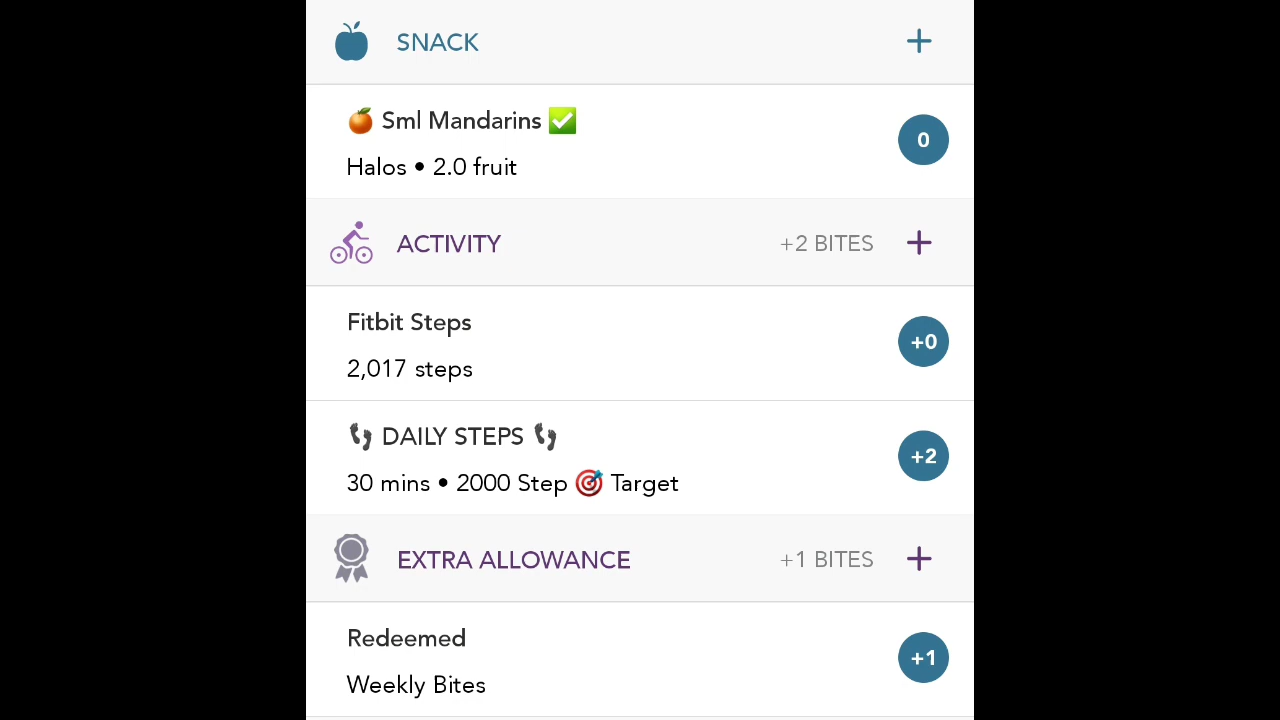 SNACK
🍊 Sml Mandarins ✅
Halos • 2.0 fruit
0
ACTIVITY
+2 BITES
Fitbit Steps
2,017 steps
+0
👣 DAILY STEPS 👣
30 mins • 2000 Step 🎯 Target
+2
EXTRA ALLOWANCE
+1 BITES
Redeemed
Weekly Bites
+1